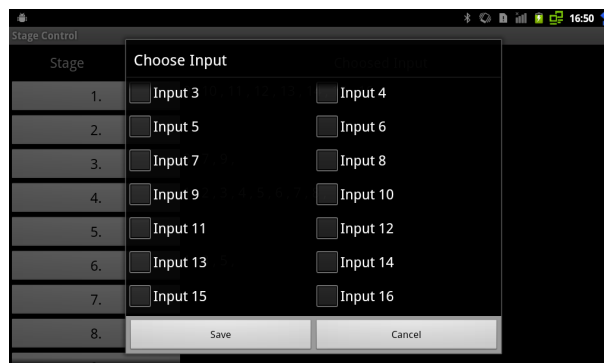 16:50
Stage Control
Stage
Choose Input
1.
Input 3 Input 4
2.
Input 5 Input 6
3.
Input 7 Input 8
4.
Input 9 Input 10
5.
Input 11 Input 12
6.
Input 13 Input 14
7.
Input 15 Input 16
8.
Save Cancel